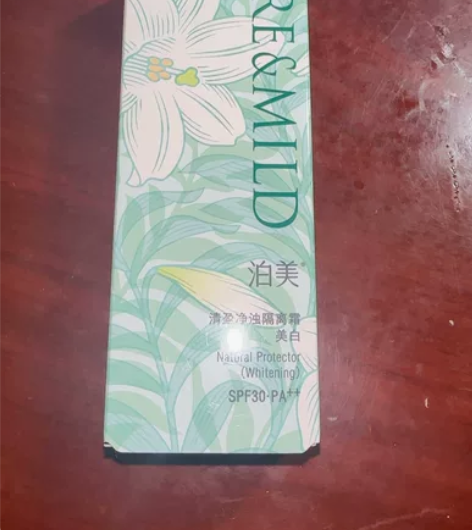 RE&MILD
泊美®
清柔净浊隔离霜
美白
Natural Protector
(Whitening)
SPF30·PA++